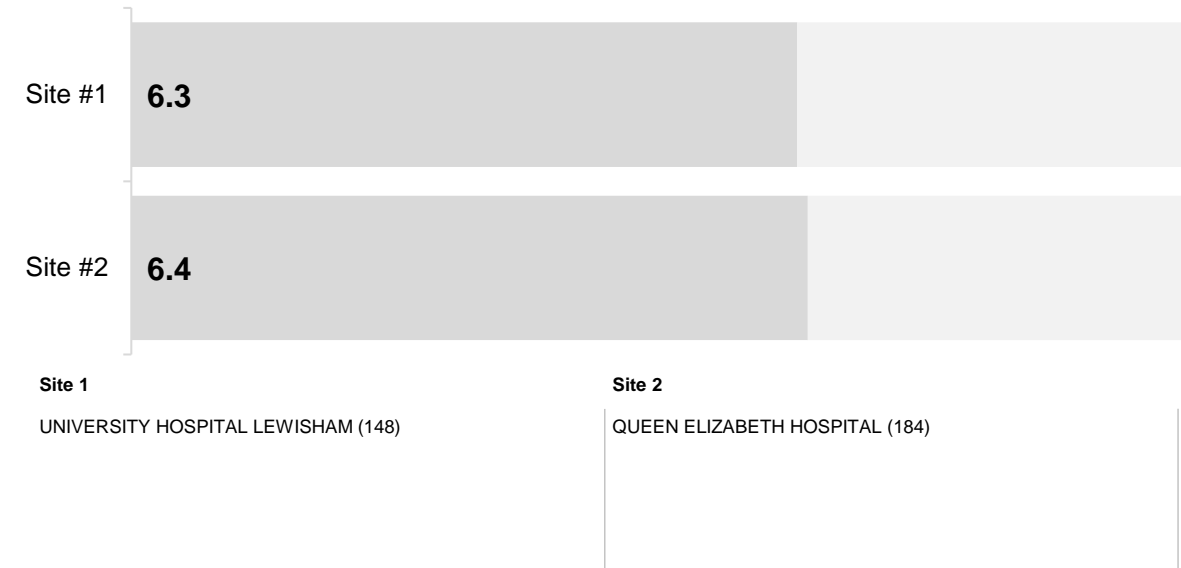 Site #1
6.3
Site #2
6.4
Site 1
Site 2
UNIVERSITY HOSPITAL LEWISHAM (148)
QUEEN ELIZABETH HOSPITAL (184)